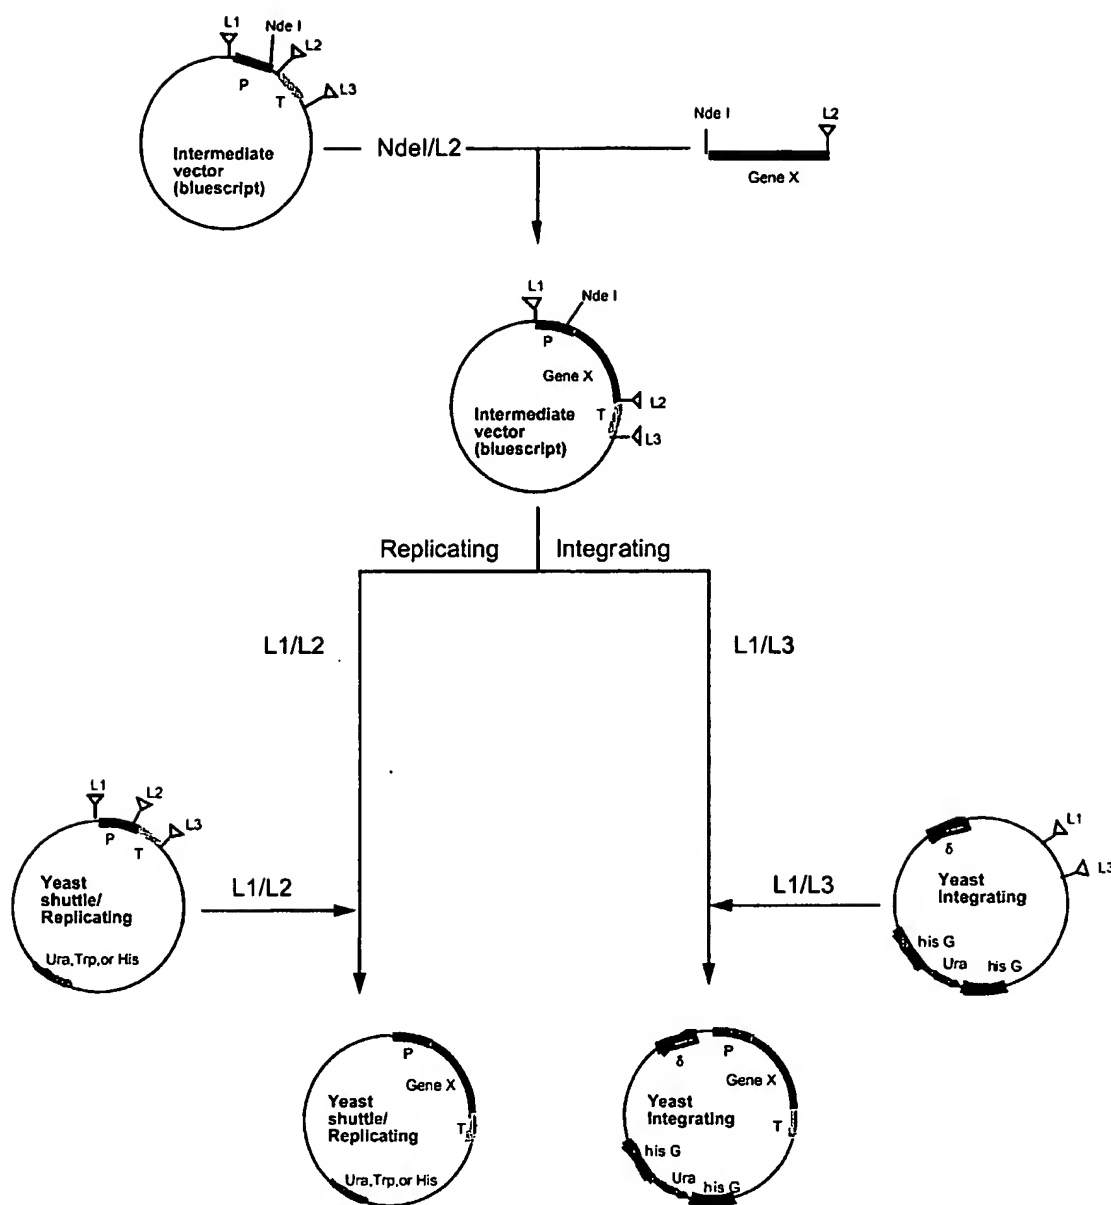 L1
Nde I
L2
P
T
L3
Intermediate
vector
(bluescript)
NdeI/L2
Nde I
L2
Gene X
L1
Nde I
P
Gene X
L2
T
L3
Intermediate
vector
(bluescript)
Replicating
Integrating
L1/L2
L1/L3
L1
L2
L3
P
T
Yeast
shuttle/
Replicating
Ura,Trp,or His
L1/L2
L1/L3
L1
L3
δ
Yeast
Integrating
his G
Ura
his G
P
Gene X
T
Yeast
shuttle/
Replicating
Ura,Trp,or His
δ
P
Gene X
T
Yeast
Integrating
his G
Ura
his G